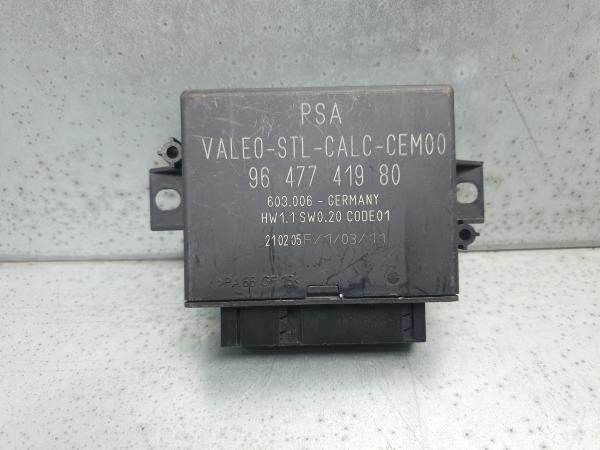 PSA
VALEO-STL-CALC-CEM00
96 477 419 80
603.006 - GERMANY
HW1.1 SW0.20 CODE01
210205F/1/03/11